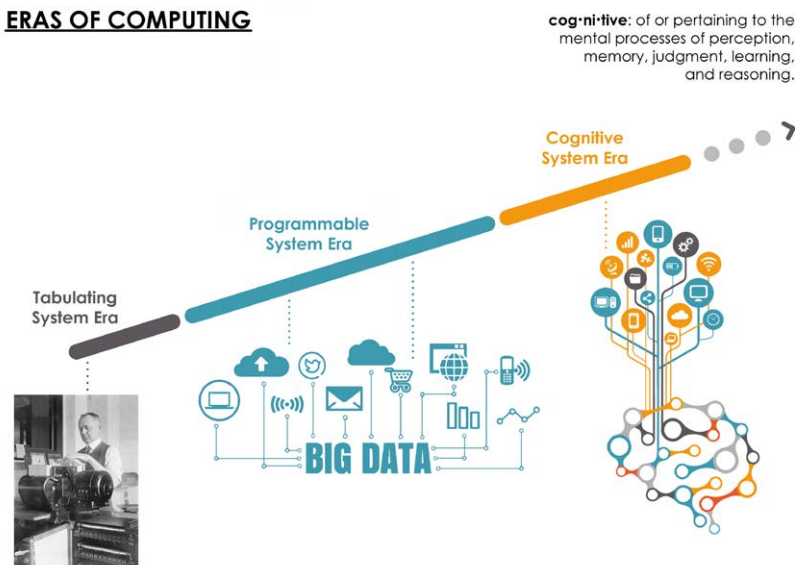 ERAS OF COMPUTING
cog·ni·tive: of or pertaining to the
mental processes of perception,
memory, judgment, learning,
and reasoning.
Cognitive
System Era
Programmable
System Era
Tabulating
System Era
BIG DATA